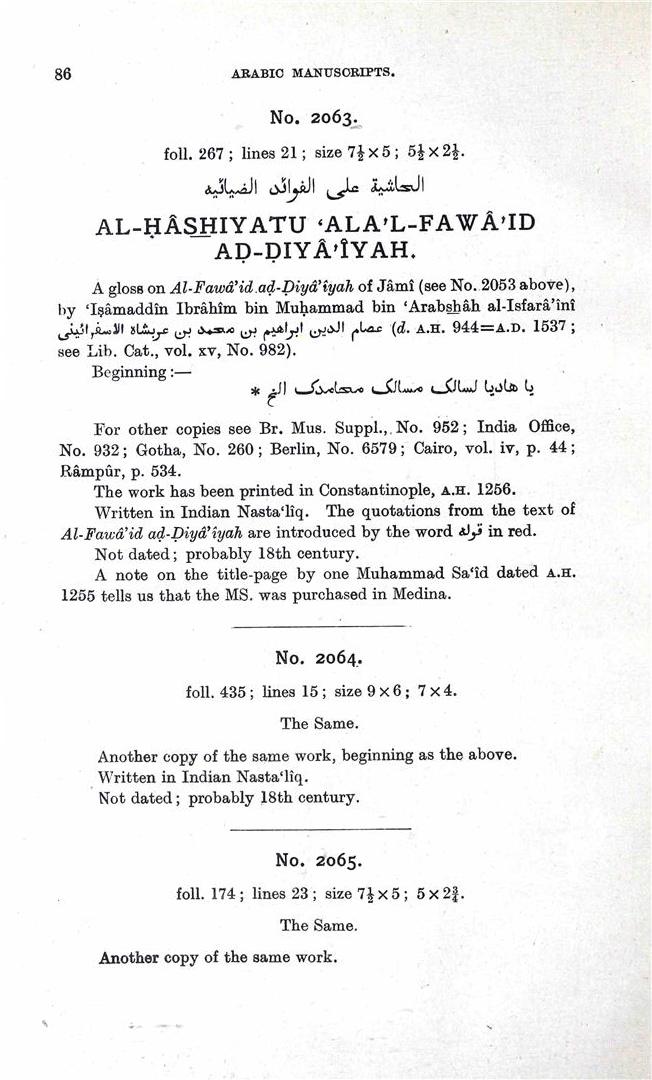 86 ARABIC MANUSCRIPTS.
No. 2063.
foll. 267 ; lines 21 ; size 7½ × 5 ; 5½ × 2½.
الحاشية على الفوائد الضيائيه
AL-ḤÂS͟HIYATU ‘ALA’L-FAWÂ’ID
AḌ-ḌIYÂ’ÎYAH.
A gloss on Al-Fawâ’id aḍ-Ḍiyâ’îyah of Jâmî (see No. 2053 above),
by ‘Iṣâmaddîn Ibrâhîm bin Muḥammad bin ‘Arabs͟hâh al-Isfarâ’înî
عصام الدين ابراهيم بن محمد بن عربشاه الاسفرائينى (d. A.H. 944=A.D. 1537 ;
see Lib. Cat., vol. xv, No. 982).
Beginning :—
يا هاديا لسالک مسالک محامدک الخ *
For other copies see Br. Mus. Suppl., No. 952 ; India Office,
No. 932 ; Gotha, No. 260 ; Berlin, No. 6579 ; Cairo, vol. iv, p. 44 ;
Râmpûr, p. 534.
The work has been printed in Constantinople, A.H. 1256.
Written in Indian Nasta‘lîq. The quotations from the text of
Al-Fawâ’id aḍ-Ḍiyâ’îyah are introduced by the word قوله in red.
Not dated ; probably 18th century.
A note on the title-page by one Muhammad Sa‘îd dated A.H.
1255 tells us that the MS. was purchased in Medina.
No. 2064.
foll. 435 ; lines 15 ; size 9 × 6 ; 7 × 4.
The Same.
Another copy of the same work, beginning as the above.
Written in Indian Nasta‘lîq.
Not dated ; probably 18th century.
No. 2065.
foll. 174 ; lines 23 ; size 7½ × 5 ; 5 × 2¾.
The Same.
Another copy of the same work.